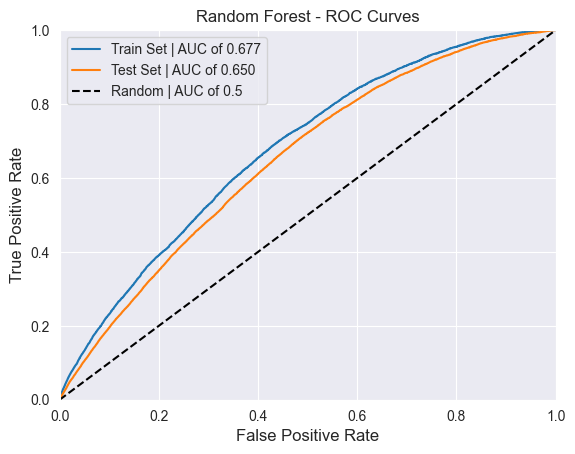 Random Forest - ROC Curves
Train Set | AUC of 0.677
Test Set | AUC of 0.650
Random | AUC of 0.5
True Positive Rate
1.0
0.8
0.6
0.4
0.2
0.0
0.0 0.2 0.4 0.6 0.8 1.0
False Positive Rate